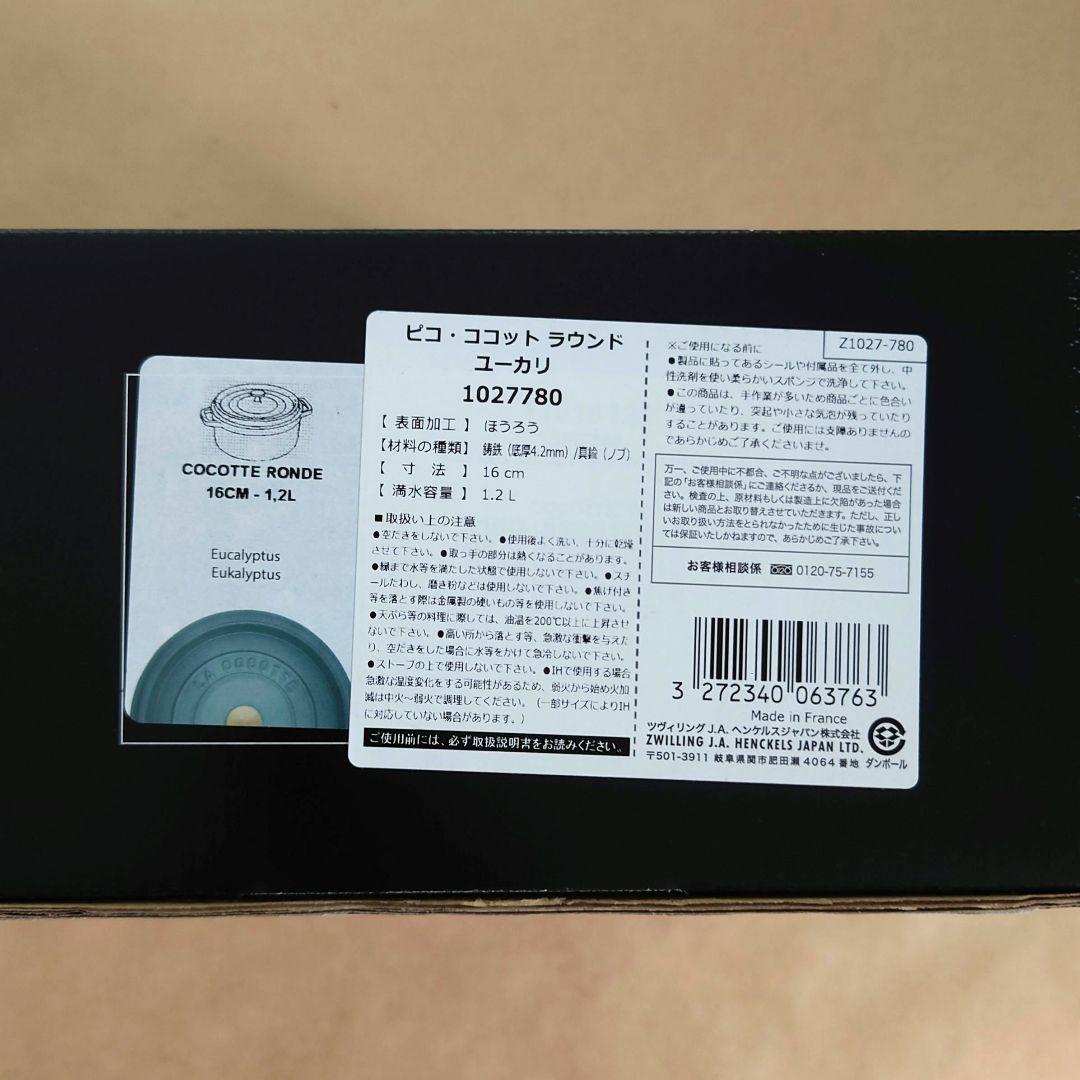 COCOTTE RONDE
16CM - 1,2L
Eucalyptus
Eukalyptus
LA COCOTTE
ピコ・ココット ラウンド
ユーカリ
1027780
【 表面加工 】 ほうろう
【材料の種類】 鋳鉄（底厚4.2mm）/真鍮（ノブ）
【 寸 法 】 16 cm
【 満水容量 】 1.2 L
■取扱い上の注意
●空だきをしないで下さい。●使用後よく洗い、十分に乾燥
させて下さい。●取っ手の部分は熱くなることがあります。
●縁まで水等を満たした状態で使用しないで下さい。●スチ
ールたわし、磨き粉などは使用しないで下さい。●焦げ付き
等を落とす際は金属製の硬いもの等を使用しないで下さい。
●天ぷら等の料理に際しては、油温を200℃以上に上昇させ
ないで下さい。●高い所から落とす等、急激な衝撃を与えた
り、空だきをした場合に水等をかけて急冷しないで下さい。
●ストーブの上で使用しないで下さい。●IHで使用する場合
急激な温度変化をする可能性があるため、弱火から始め火加
減は中火～弱火で調理してください。（一部サイズによりIH
に対応していない場合があります。）
ご使用前には、必ず取扱説明書をお読みください。
Z1027-780
※ご使用になる前に
●製品に貼ってあるシールや付属品を全て外し、中
性洗剤を使い柔らかいスポンジで洗浄して下さい。
●この商品は、手作業が多いため商品ごとに色合い
が違っていたり、突起や小さな気泡が残っていたり
することがあります。ご使用には支障ありませんの
であらかじめご了承くださいませ。
万一、ご使用中に不都合、ご不明な点がございましたら、下
記の「お客様相談係」にご連絡くださるか、現品をご送付くだ
さい。検査の上、原材料もしくは製造上に欠陥があった場合
は新しい商品とお取り替えさせていただきます。ただし、正し
いお取り扱い方法をとられなかったために生じた事故につい
ては保証いたしかねますので、あらかじめご了承下さい。
お客様相談係 0120-75-7155
3 272340 063763
Made in France
ツヴィリング J.A. ヘンケルスジャパン株式会社
ZWILLING J.A. HENCKELS JAPAN LTD.
〒501-3911 岐阜県関市肥田瀬 4064番地 ダンボール